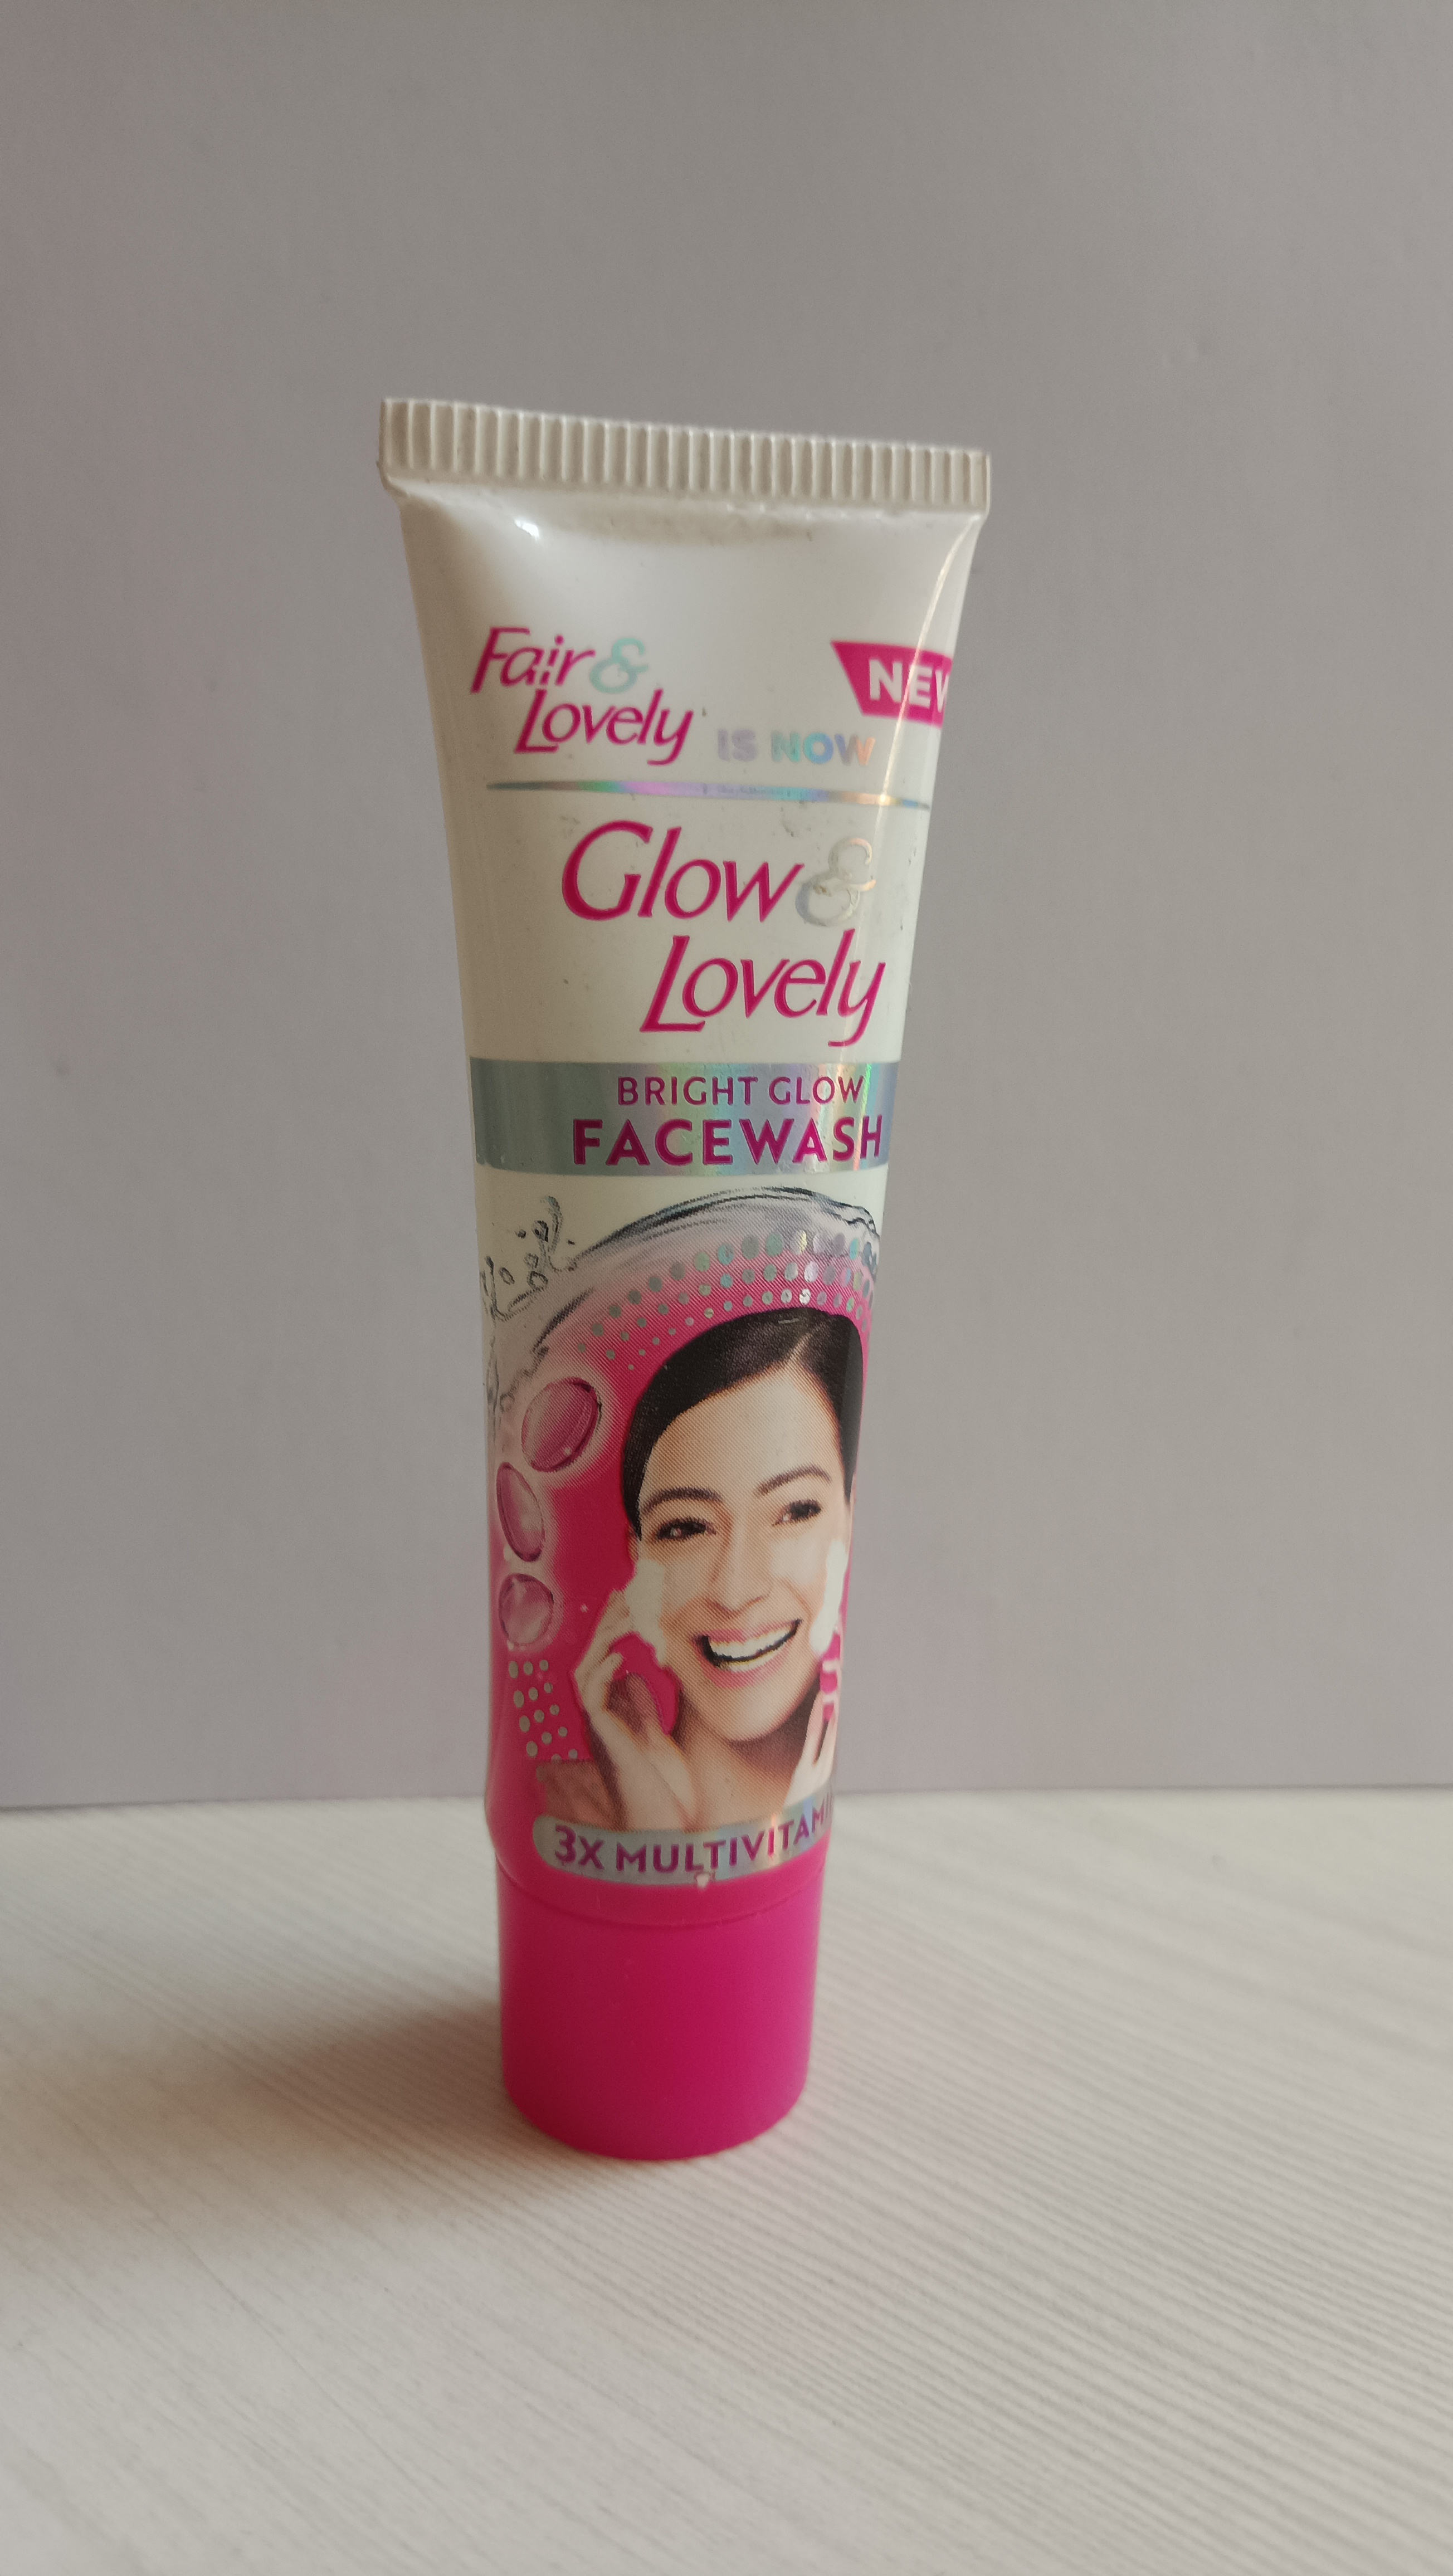 Fair &
Lovely IS NOW
NEW
Glow &
Lovely
BRIGHT GLOW
FACEWASH
3X MULTIVITAMI